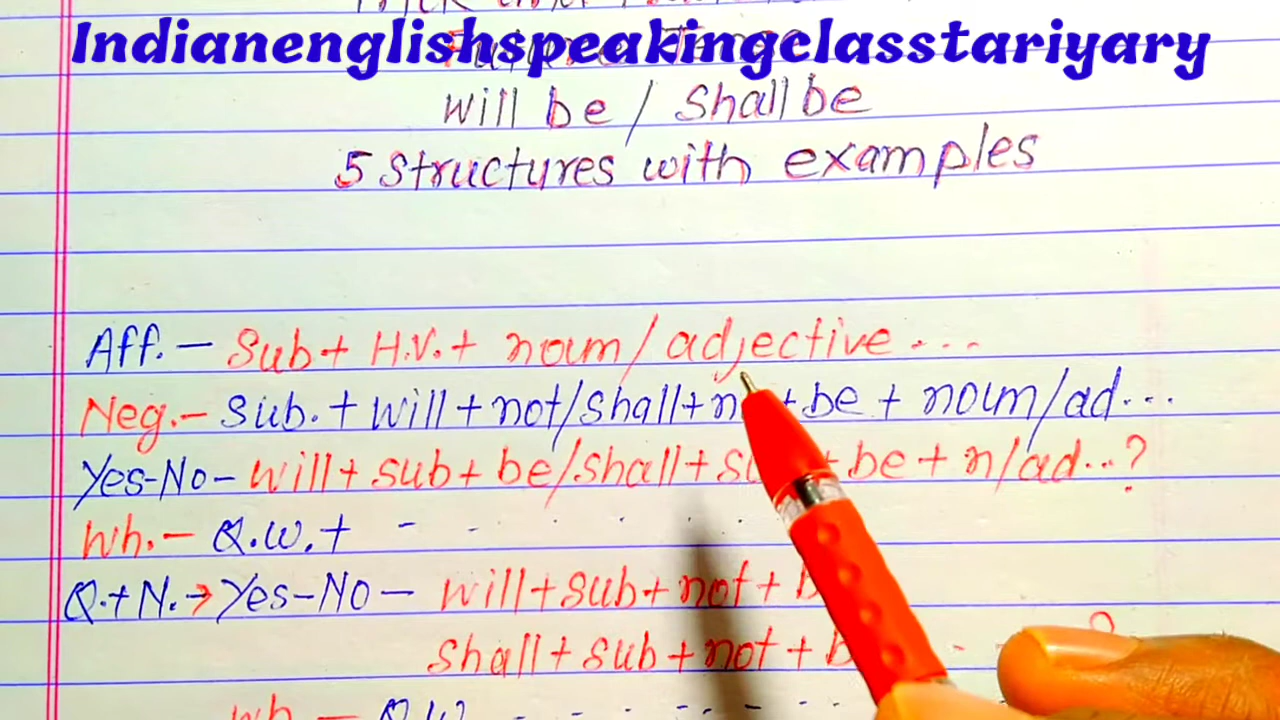 Indianenglishspeakingclasstariyary
will be / Shall be
5 Structures with examples
Aff. - Sub + H.V. + noun / adjective ...
Neg. - Sub. + will + not/shall+n + be + noun/ad...
Yes-No - will + sub + be/shall + su + be + n/ad...?
Wh. - Q.W. + - - - - -
Q.+N. → Yes-No - will+sub+not+b
shall + sub + not + b - - ?
wh - Q.W - - - - - -